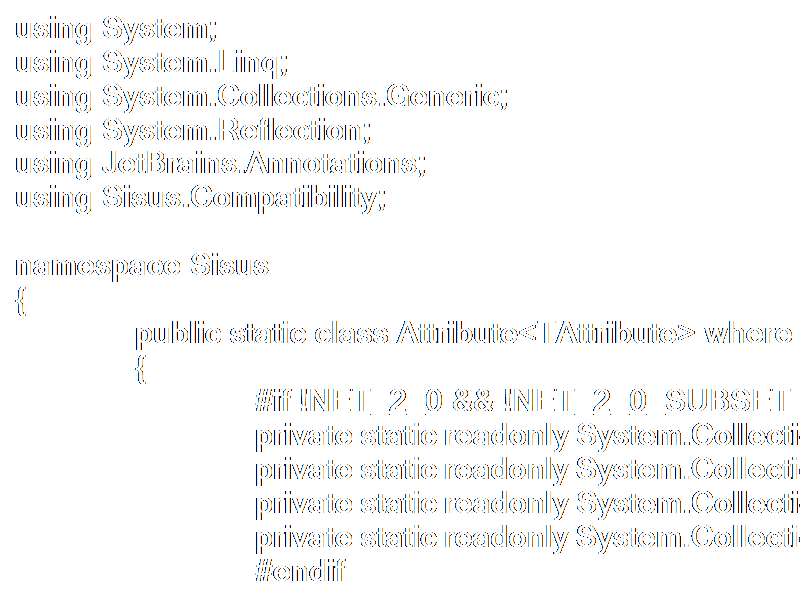 using System;
using System.Linq;
using System.Collections.Generic;
using System.Reflection;
using JetBrains.Annotations;
using Sisus.Compatibility;
namespace Sisus
{
public static class Attribute<TAttribute> where
{
#if !NET_2_0 && !NET_2_0_SUBSET
private static readonly System.Collecti
private static readonly System.Collecti
private static readonly System.Collecti
private static readonly System.Collecti
#endif